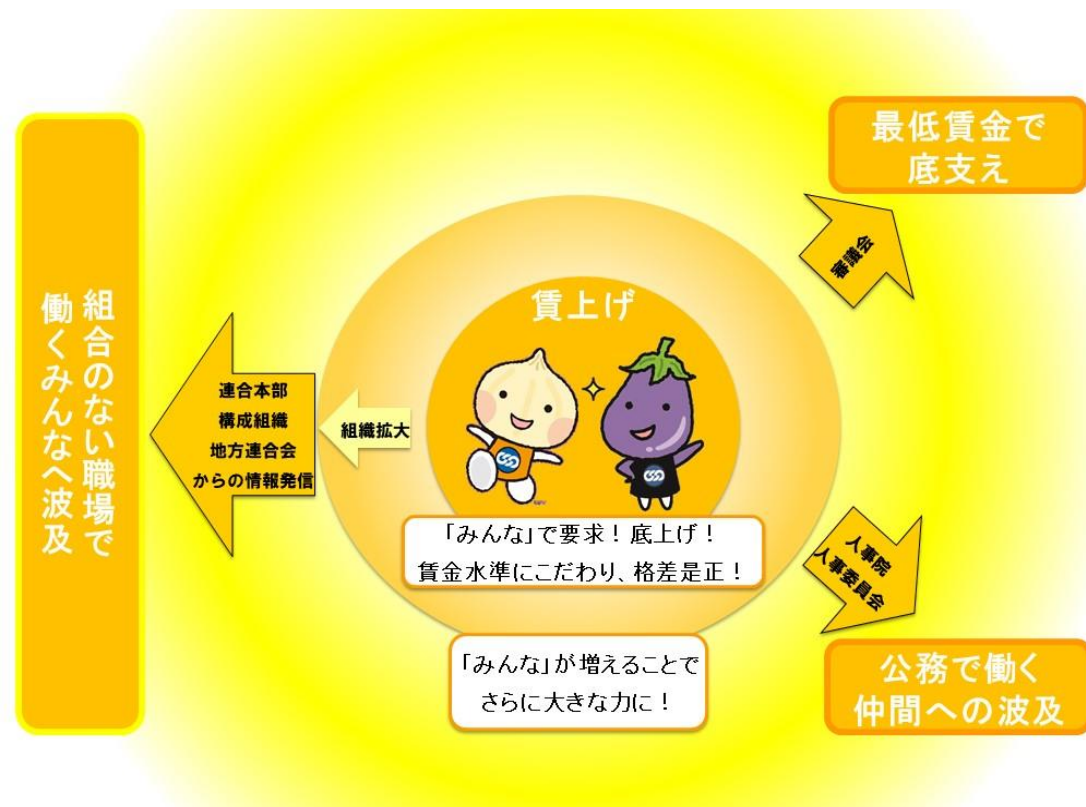 最低賃金で
底支え
審議会
賃上げ
組合のない職場で
働くみんなへ波及
連合本部
構成組織
地方連合会
からの情報発信
組織拡大
「みんな」で要求！底上げ！
賃金水準にこだわり、格差是正！
人事院
人事委員会
「みんな」が増えることで
さらに大きな力に！
公務で働く
仲間への波及